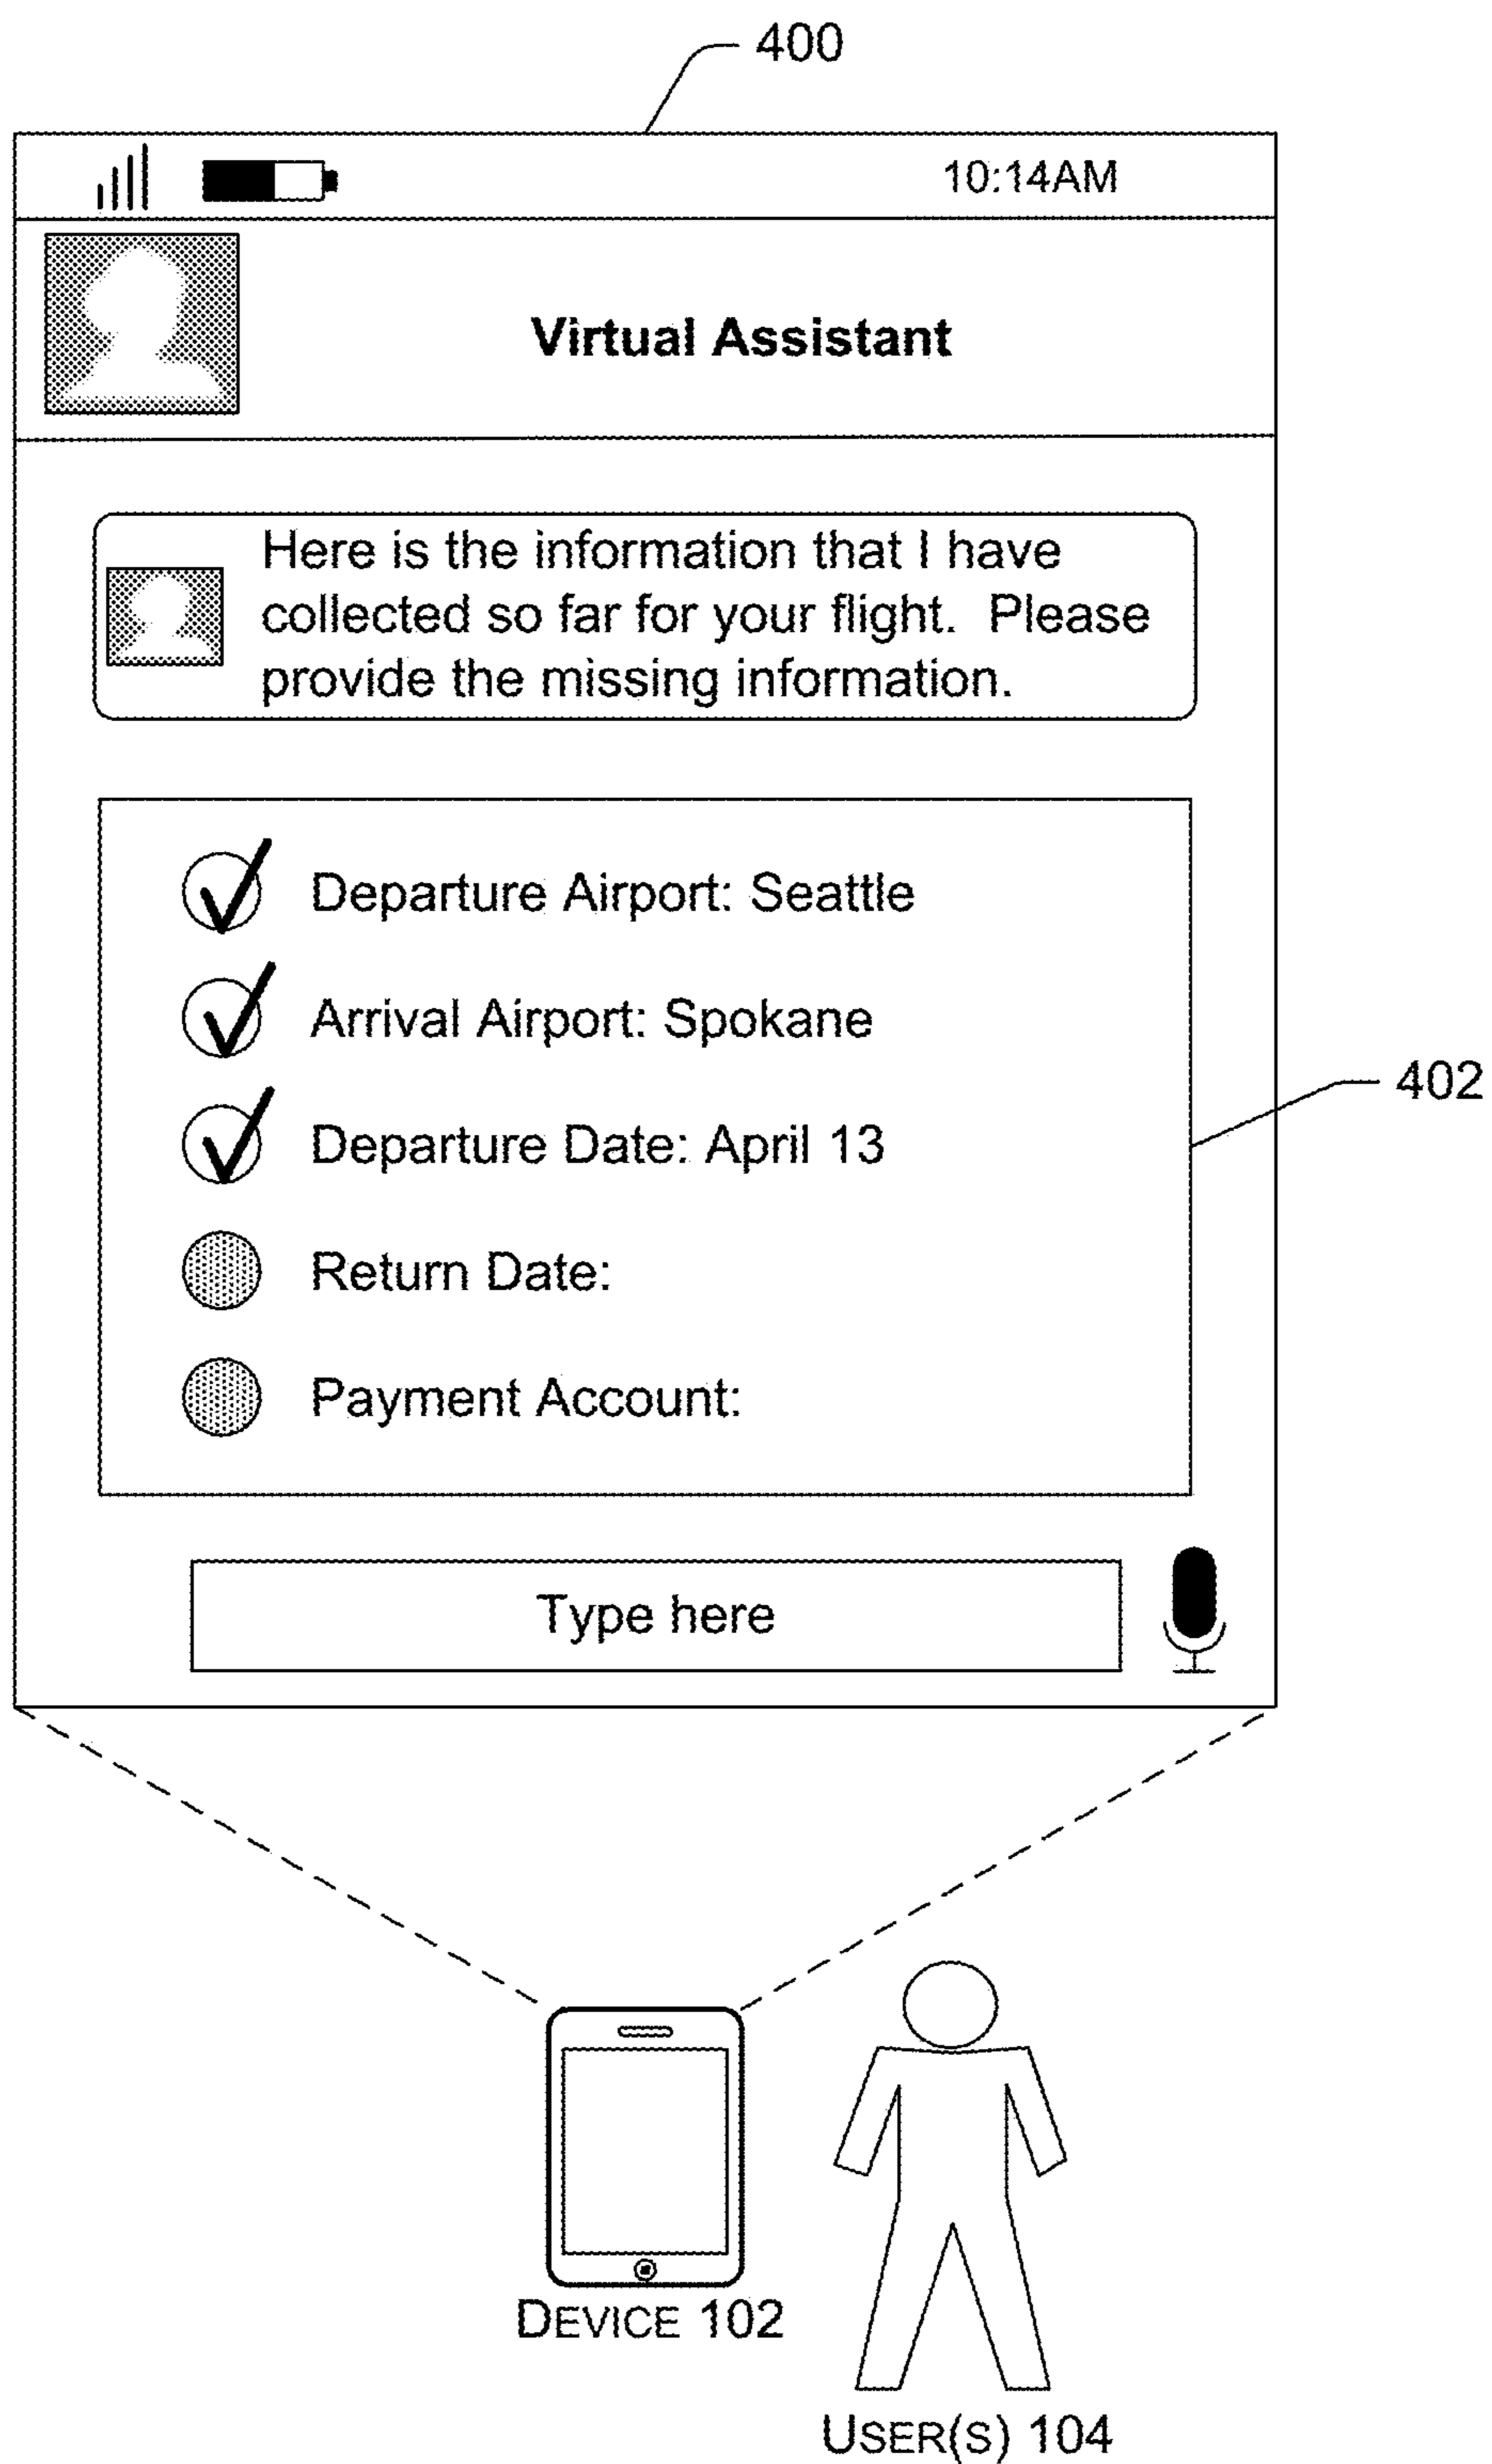 400
10:14AM
Virtual Assistant
Here is the information that I have
collected so far for your flight.  Please
provide the missing information.
Departure Airport: Seattle
Arrival Airport: Spokane
Departure Date: April 13
402
Return Date:
Payment Account:
Type here
DEVICE 102
USER(S) 104